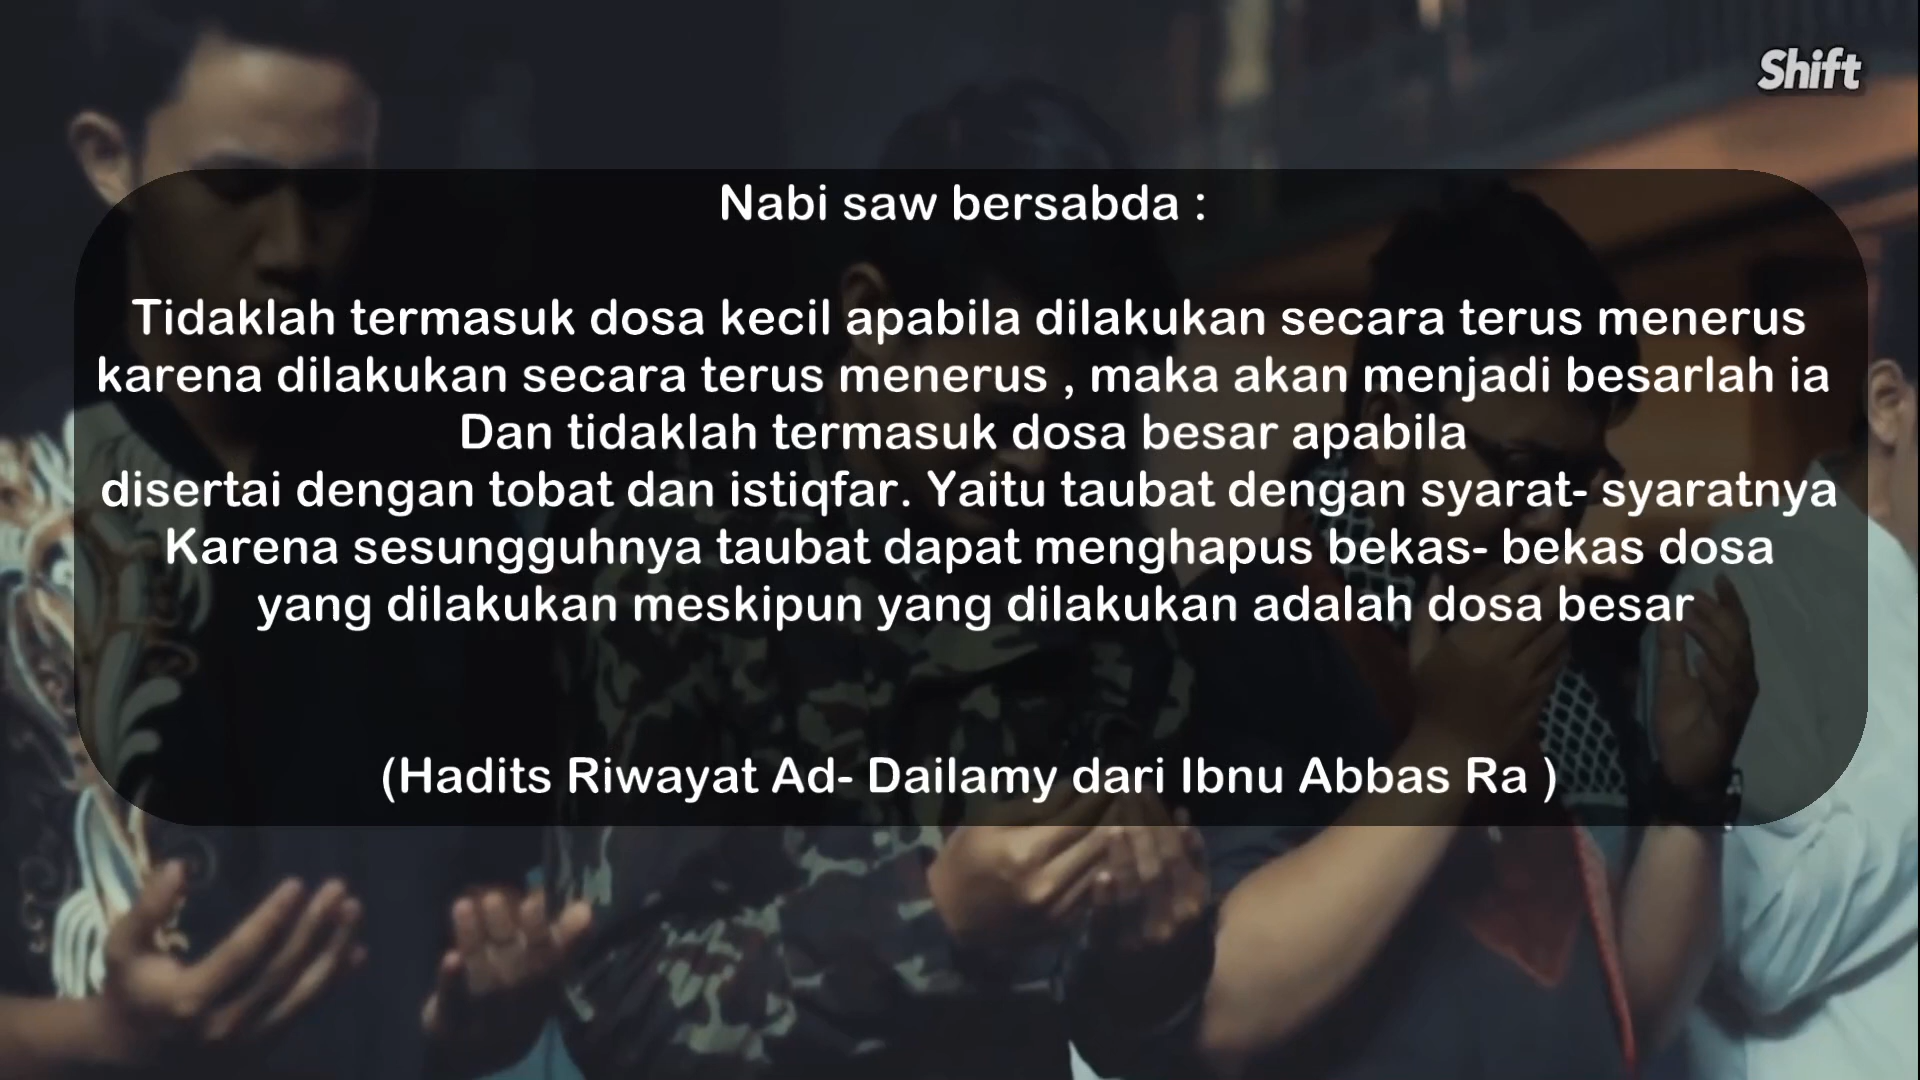 Shift
Nabi saw bersabda :
Tidaklah termasuk dosa kecil apabila dilakukan secara terus menerus
karena dilakukan secara terus menerus , maka akan menjadi besarlah ia
Dan tidaklah termasuk dosa besar apabila
disertai dengan tobat dan istiqfar. Yaitu taubat dengan syarat- syaratnya
Karena sesungguhnya taubat dapat menghapus bekas- bekas dosa
yang dilakukan meskipun yang dilakukan adalah dosa besar
(Hadits Riwayat Ad- Dailamy dari Ibnu Abbas Ra )